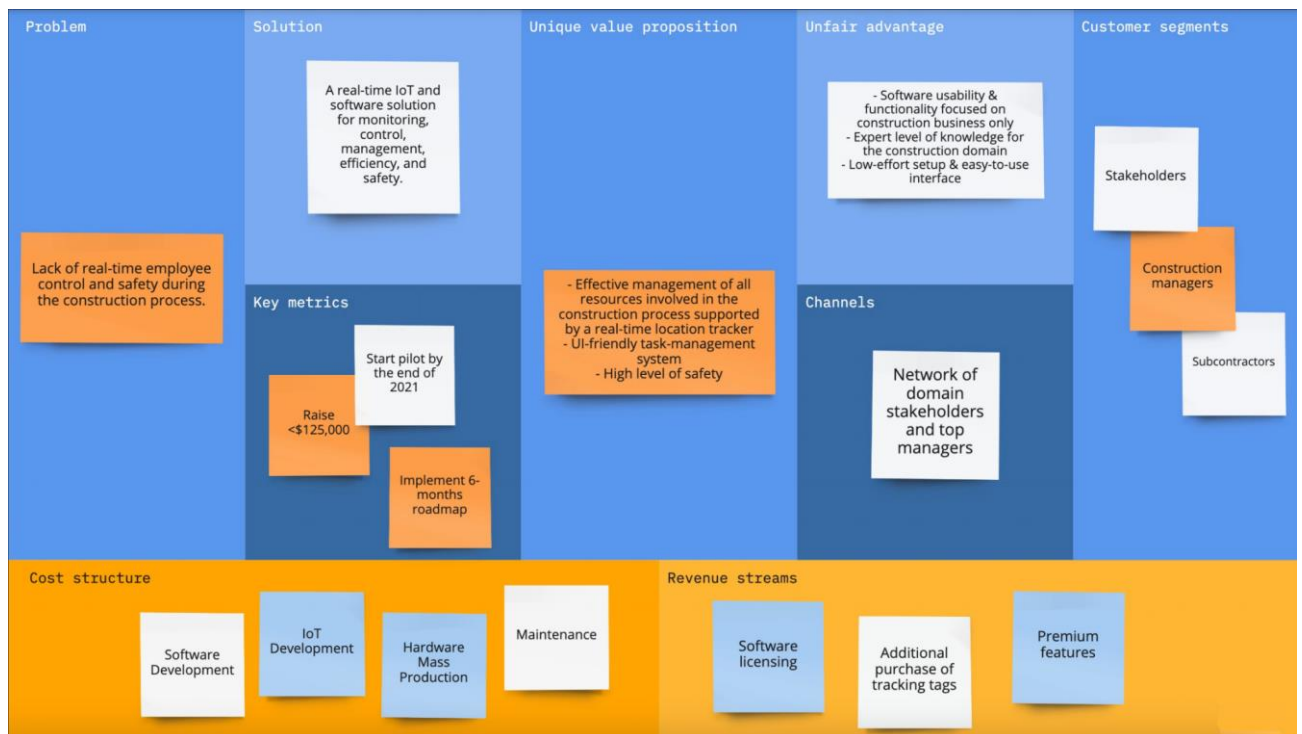 Problem
Lack of real-time employee
control and safety during
the construction process.
Solution
A real-time IoT and
software solution
for monitoring,
control,
management,
efficiency, and
safety.
Key metrics
Start pilot by
the end of
2021
Raise
<$125,000
Implement 6-
months
roadmap
Unique value proposition
- Effective management of all
resources involved in the
construction process supported
by a real-time location tracker
- UI-friendly task-management
system
- High level of safety
Unfair advantage
- Software usability &
functionality focused on
construction business only
- Expert level of knowledge for
the construction domain
- Low-effort setup & easy-to-use
interface
Channels
Network of
domain
stakeholders
and top
managers
Customer segments
Stakeholders
Construction
managers
Subcontractors
Cost structure
Software
Development
IoT
Development
Hardware
Mass
Production
Maintenance
Revenue streams
Software
licensing
Additional
purchase of
tracking tags
Premium
features